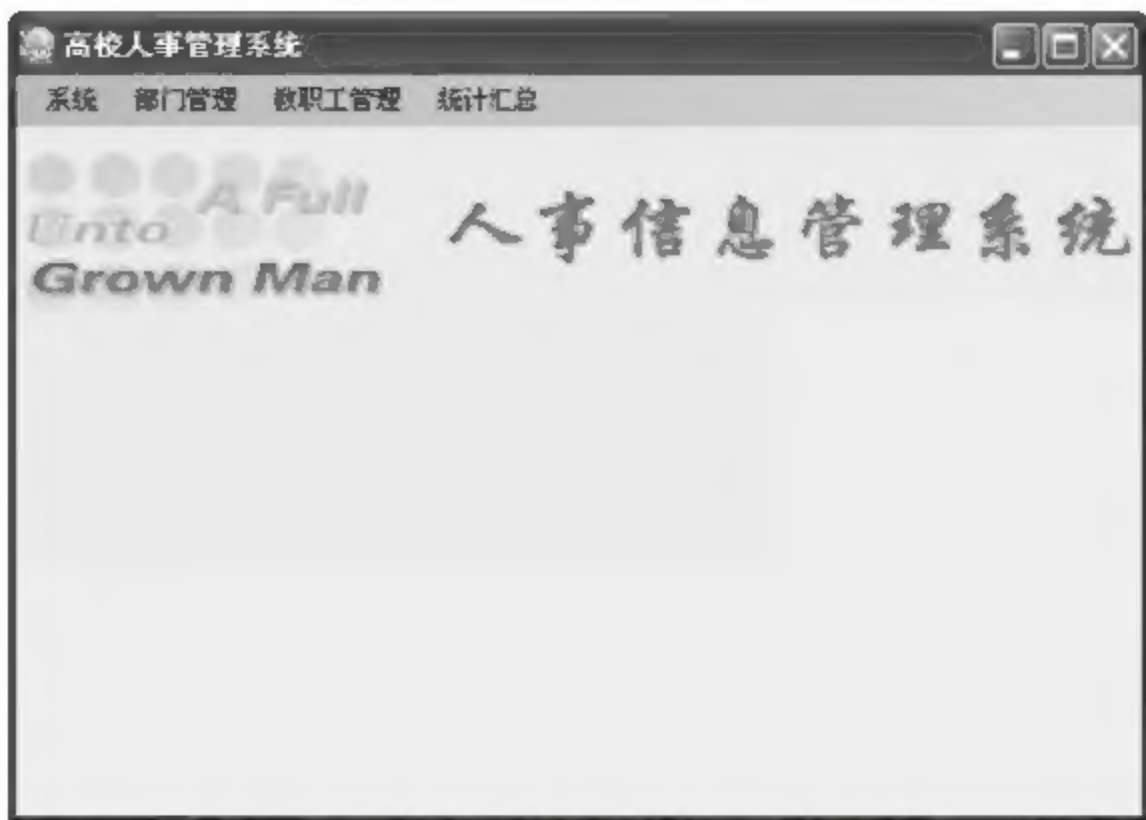 高校人事管理系统
系统 部门管理 教职工管理 统计汇总
A Full
Unto
Grown Man
人事信息管理系统